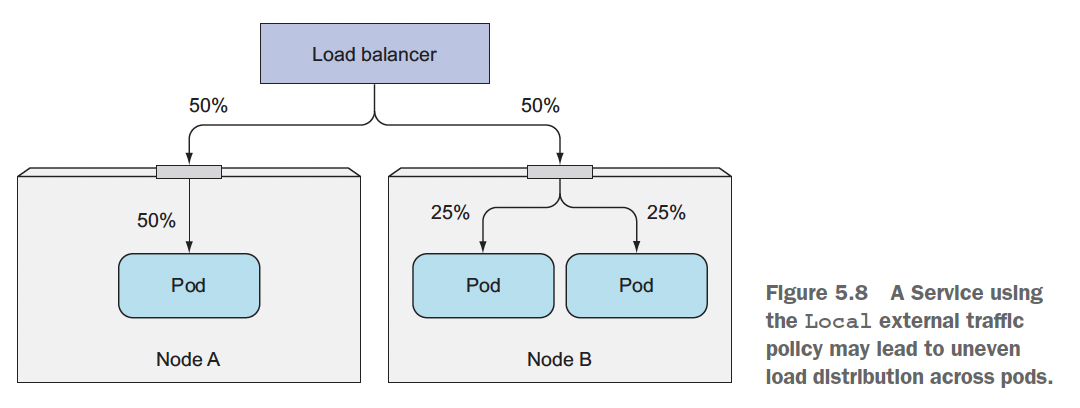 Load balancer
50%
50%
50%
25%
25%
Pod
Pod
Pod
Node A
Node B
Figure 5.8 A Service using
the Local external traffic
policy may lead to uneven
load distribution across pods.